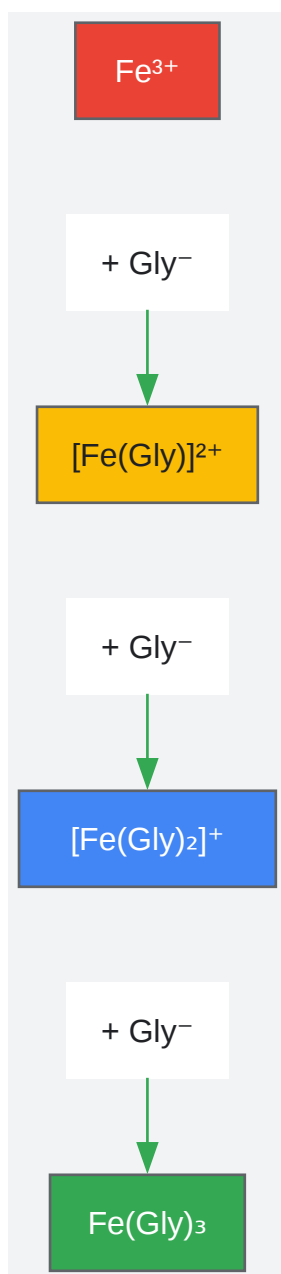 Fe³⁺
+ Gly⁻
[Fe(Gly)]²⁺
+ Gly⁻
[Fe(Gly)₂]⁺
+ Gly⁻
Fe(Gly)₃